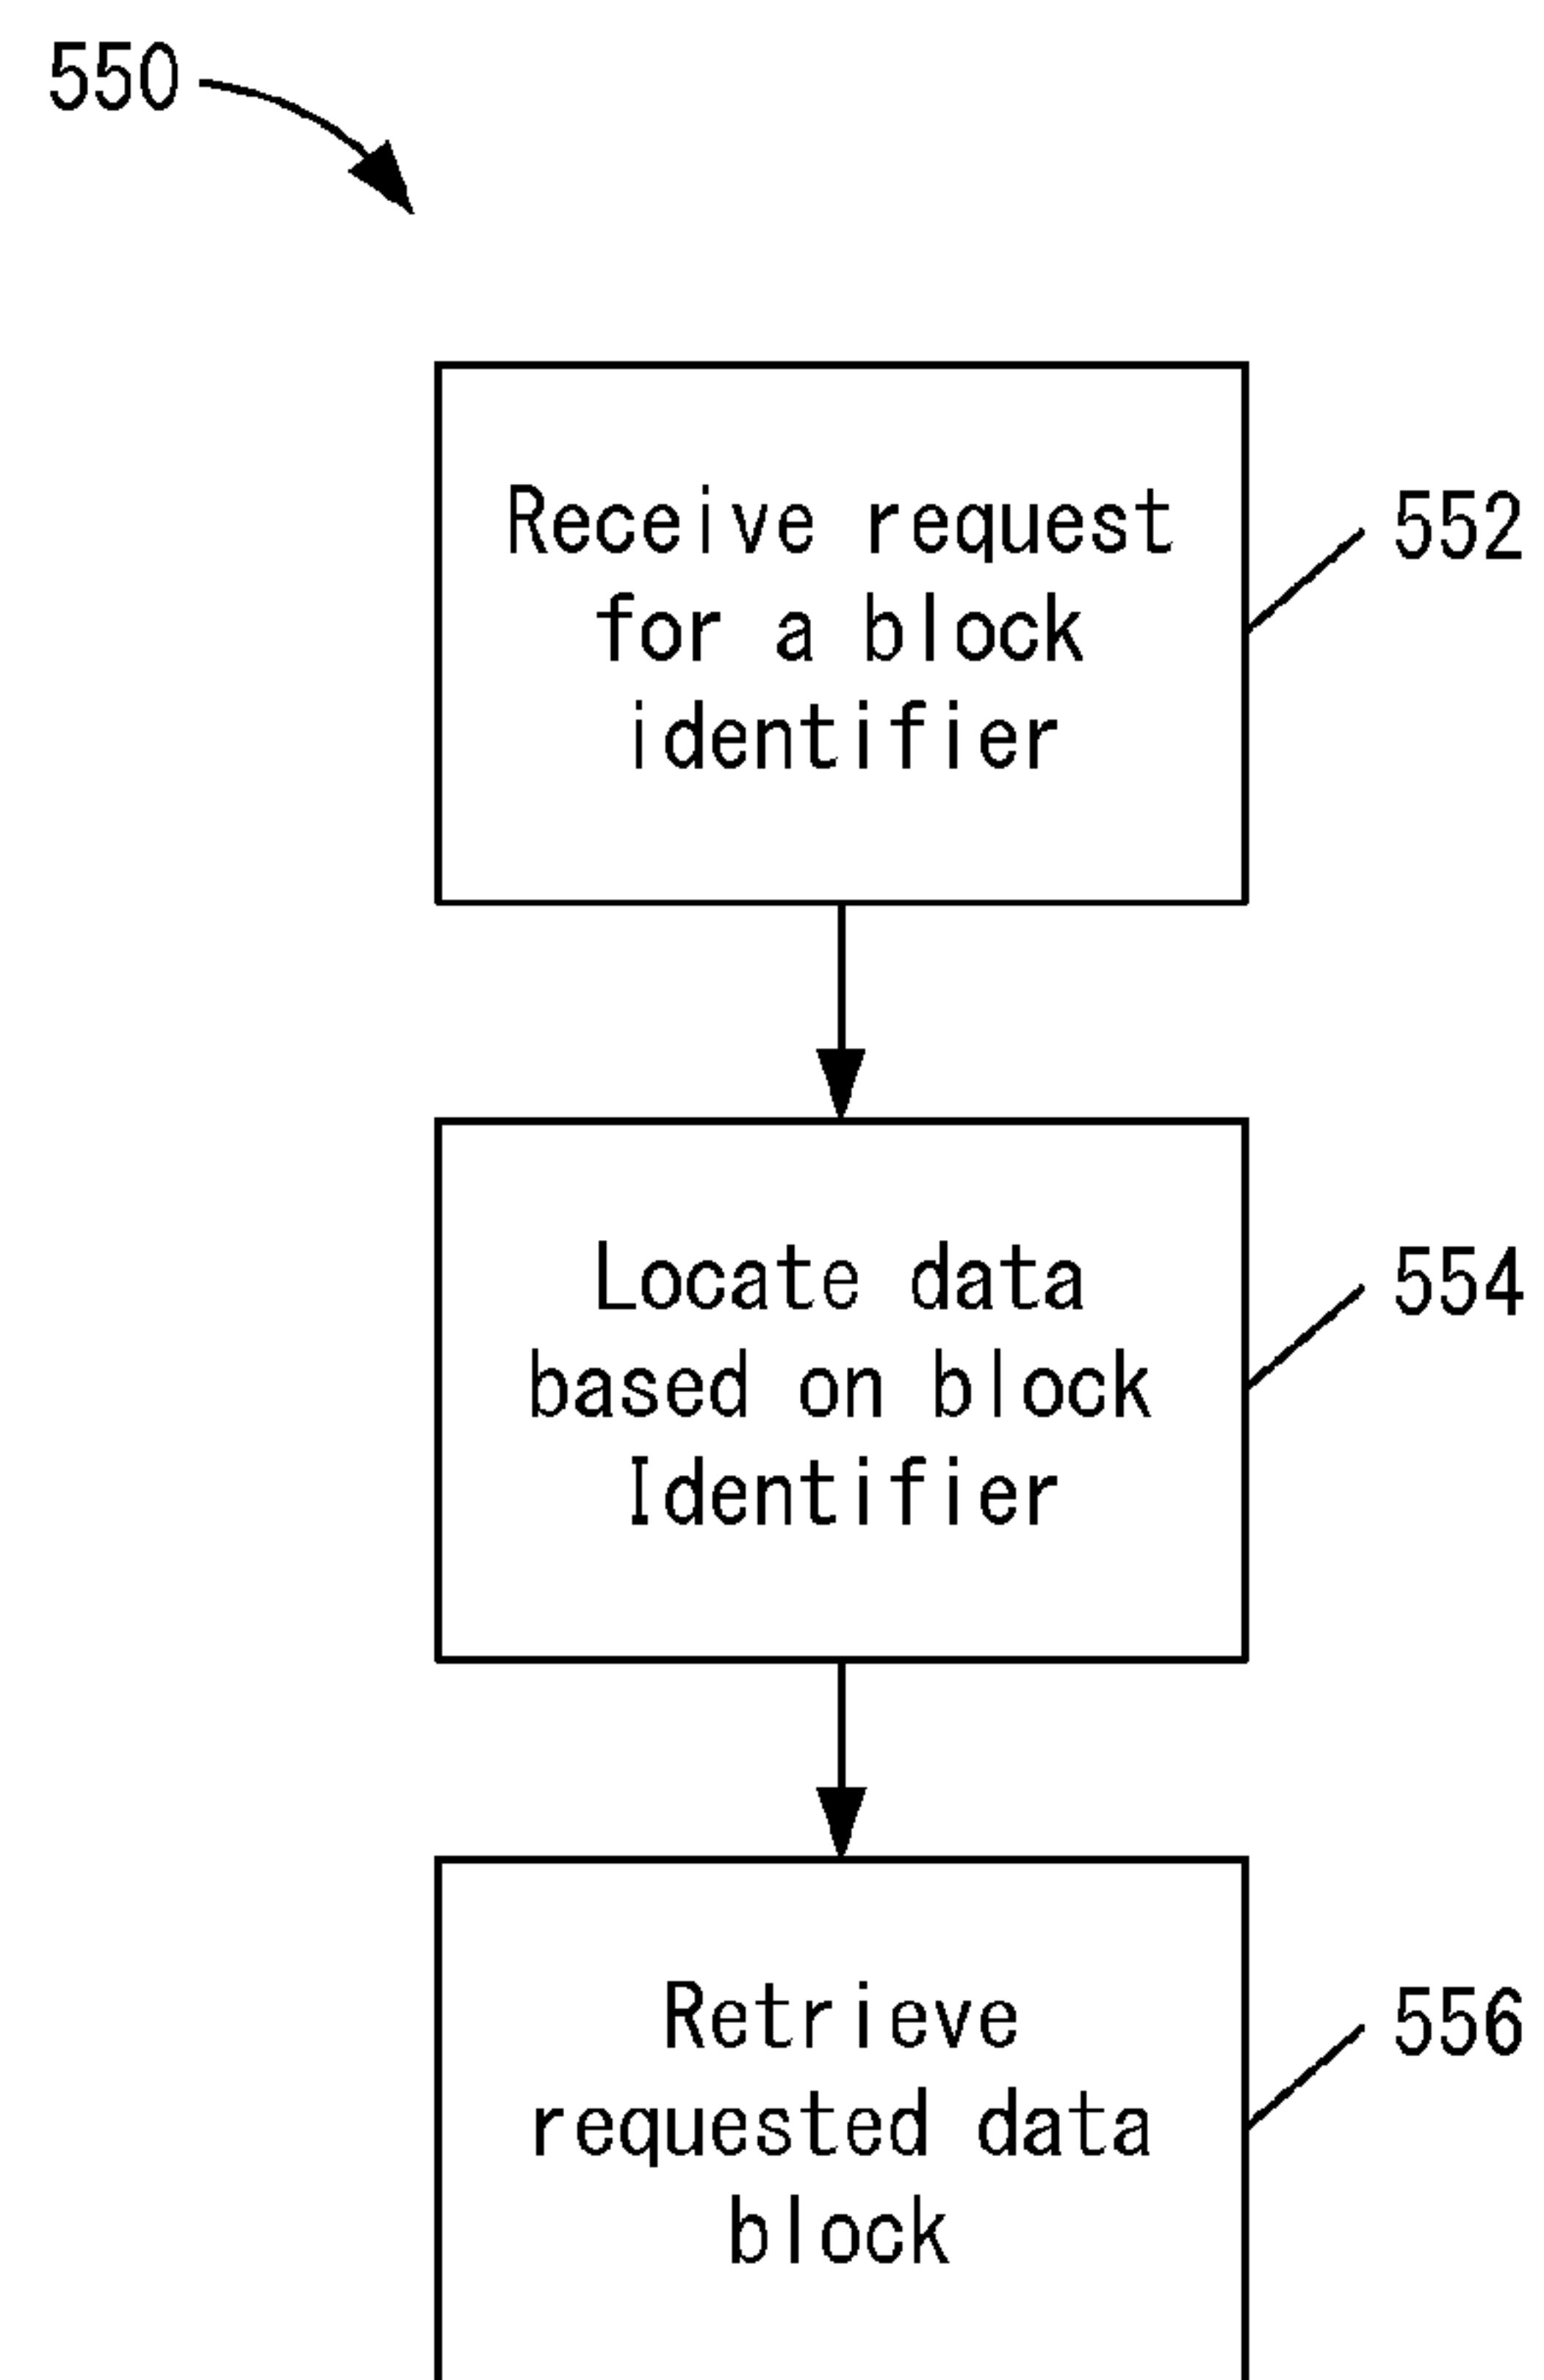 550
Receive request
for a block
identifier
552
Locate data
based on block
Identifier
554
Retrieve
requested data
block
556